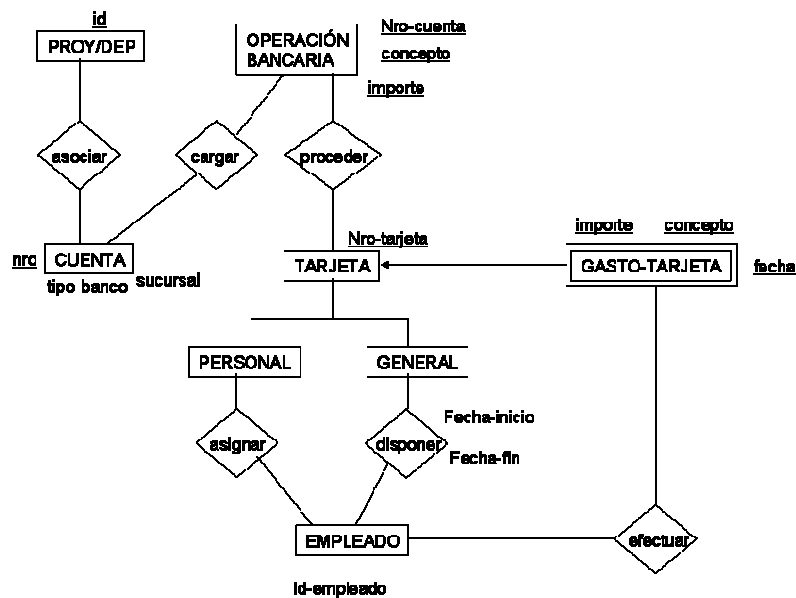 id
PROY/DEP
OPERACIÓN
BANCARIA
Nro-cuenta
concepto
importe
asociar
cargar
proceder
nro
CUENTA
tipo banco
sucursal
Nro-tarjeta
TARJETA
importe
concepto
GASTO-TARJETA
fecha
PERSONAL
GENERAL
asignar
disponer
Fecha-inicio
Fecha-fin
EMPLEADO
efectuar
Id-empleado